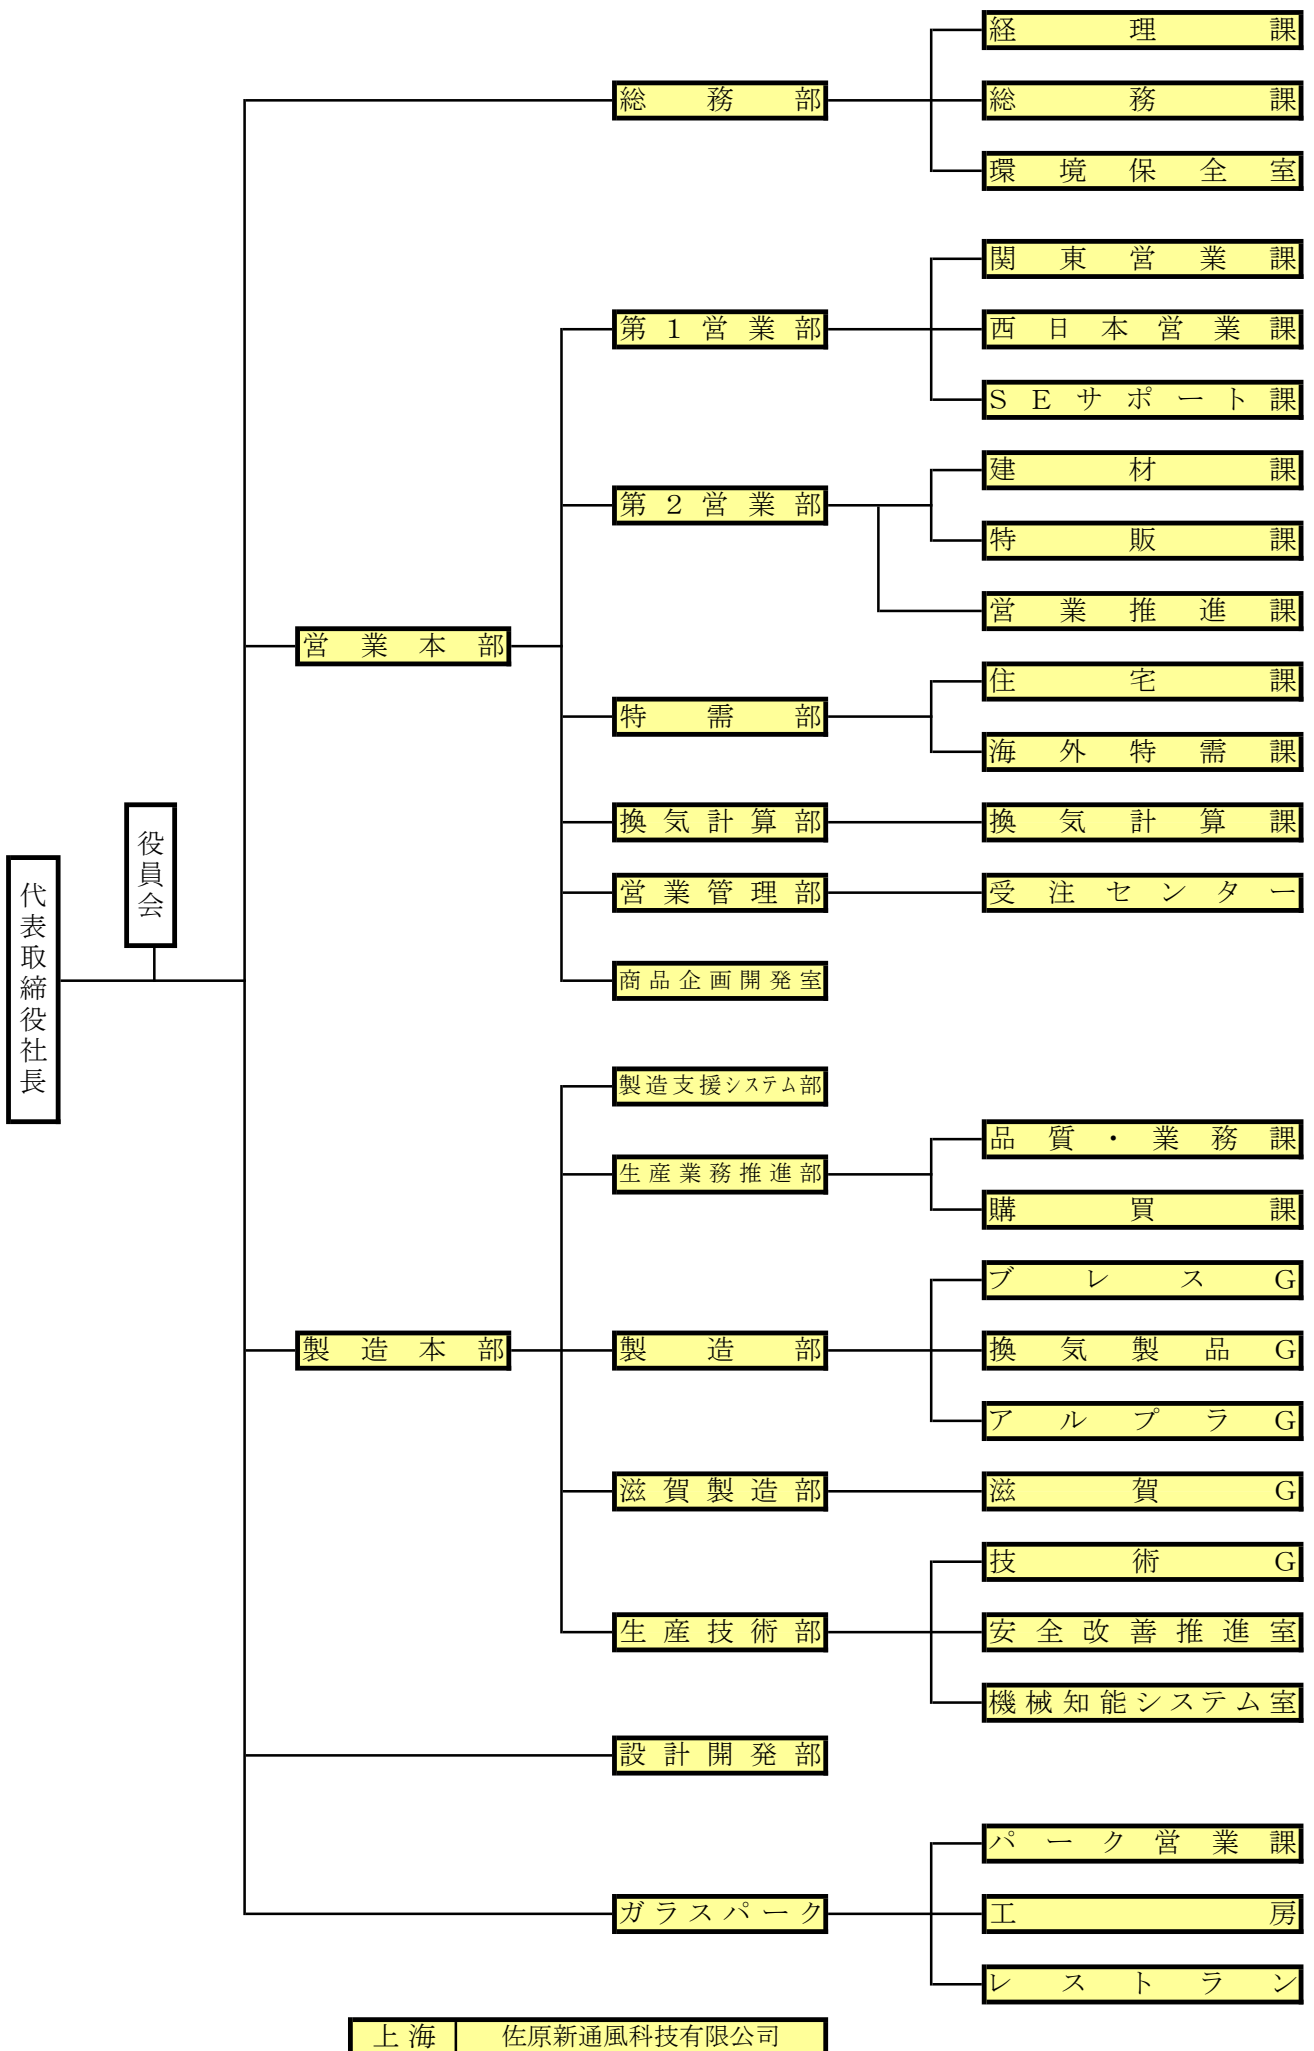 経理課
総務部
総務課
環境保全室
関東営業課
第1営業部
西日本営業課
SEサポート課
建材課
第2営業部
特販課
営業推進課
営業本部
住宅課
特需部
海外特需課
換気計算部
換気計算課
営業管理部
受注センター
商品企画開発室
役員会
代表取締役社長
製造支援システム部
品質・業務課
生産業務推進部
購買課
ブレスG
製造本部
製造部
換気製品G
アルプラG
滋賀製造部
滋賀G
技術G
生産技術部
安全改善推進室
機械知能システム室
設計開発部
パーク営業課
ガラスパーク
工房
レストラン
上海 佐原新通風科技有限公司